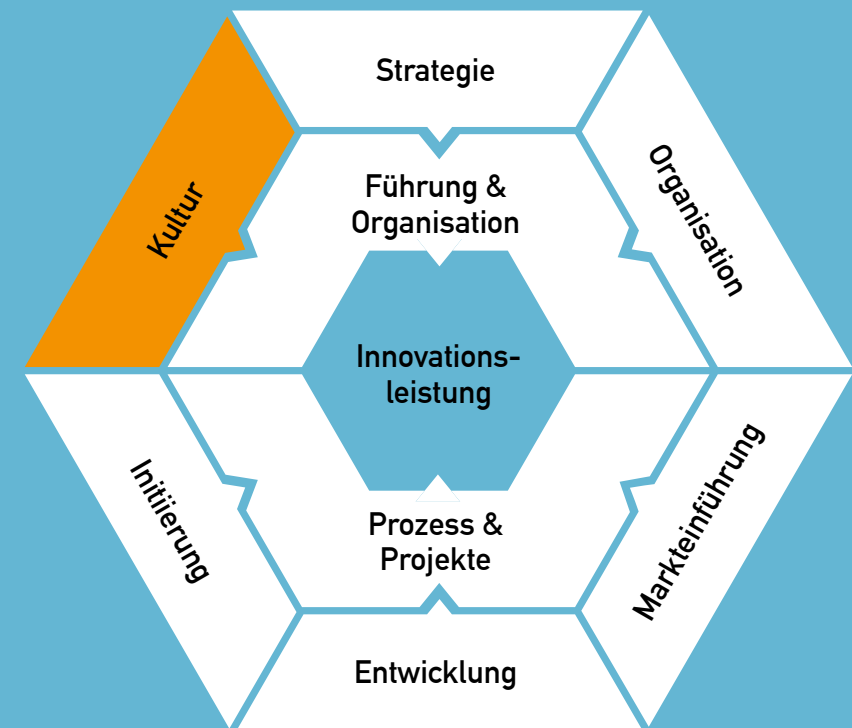 Strategie
Kultur
Führung &
Organisation
Organisation
Innovations-
leistung
Initiierung
Prozess &
Projekte
Markteinführung
Entwicklung